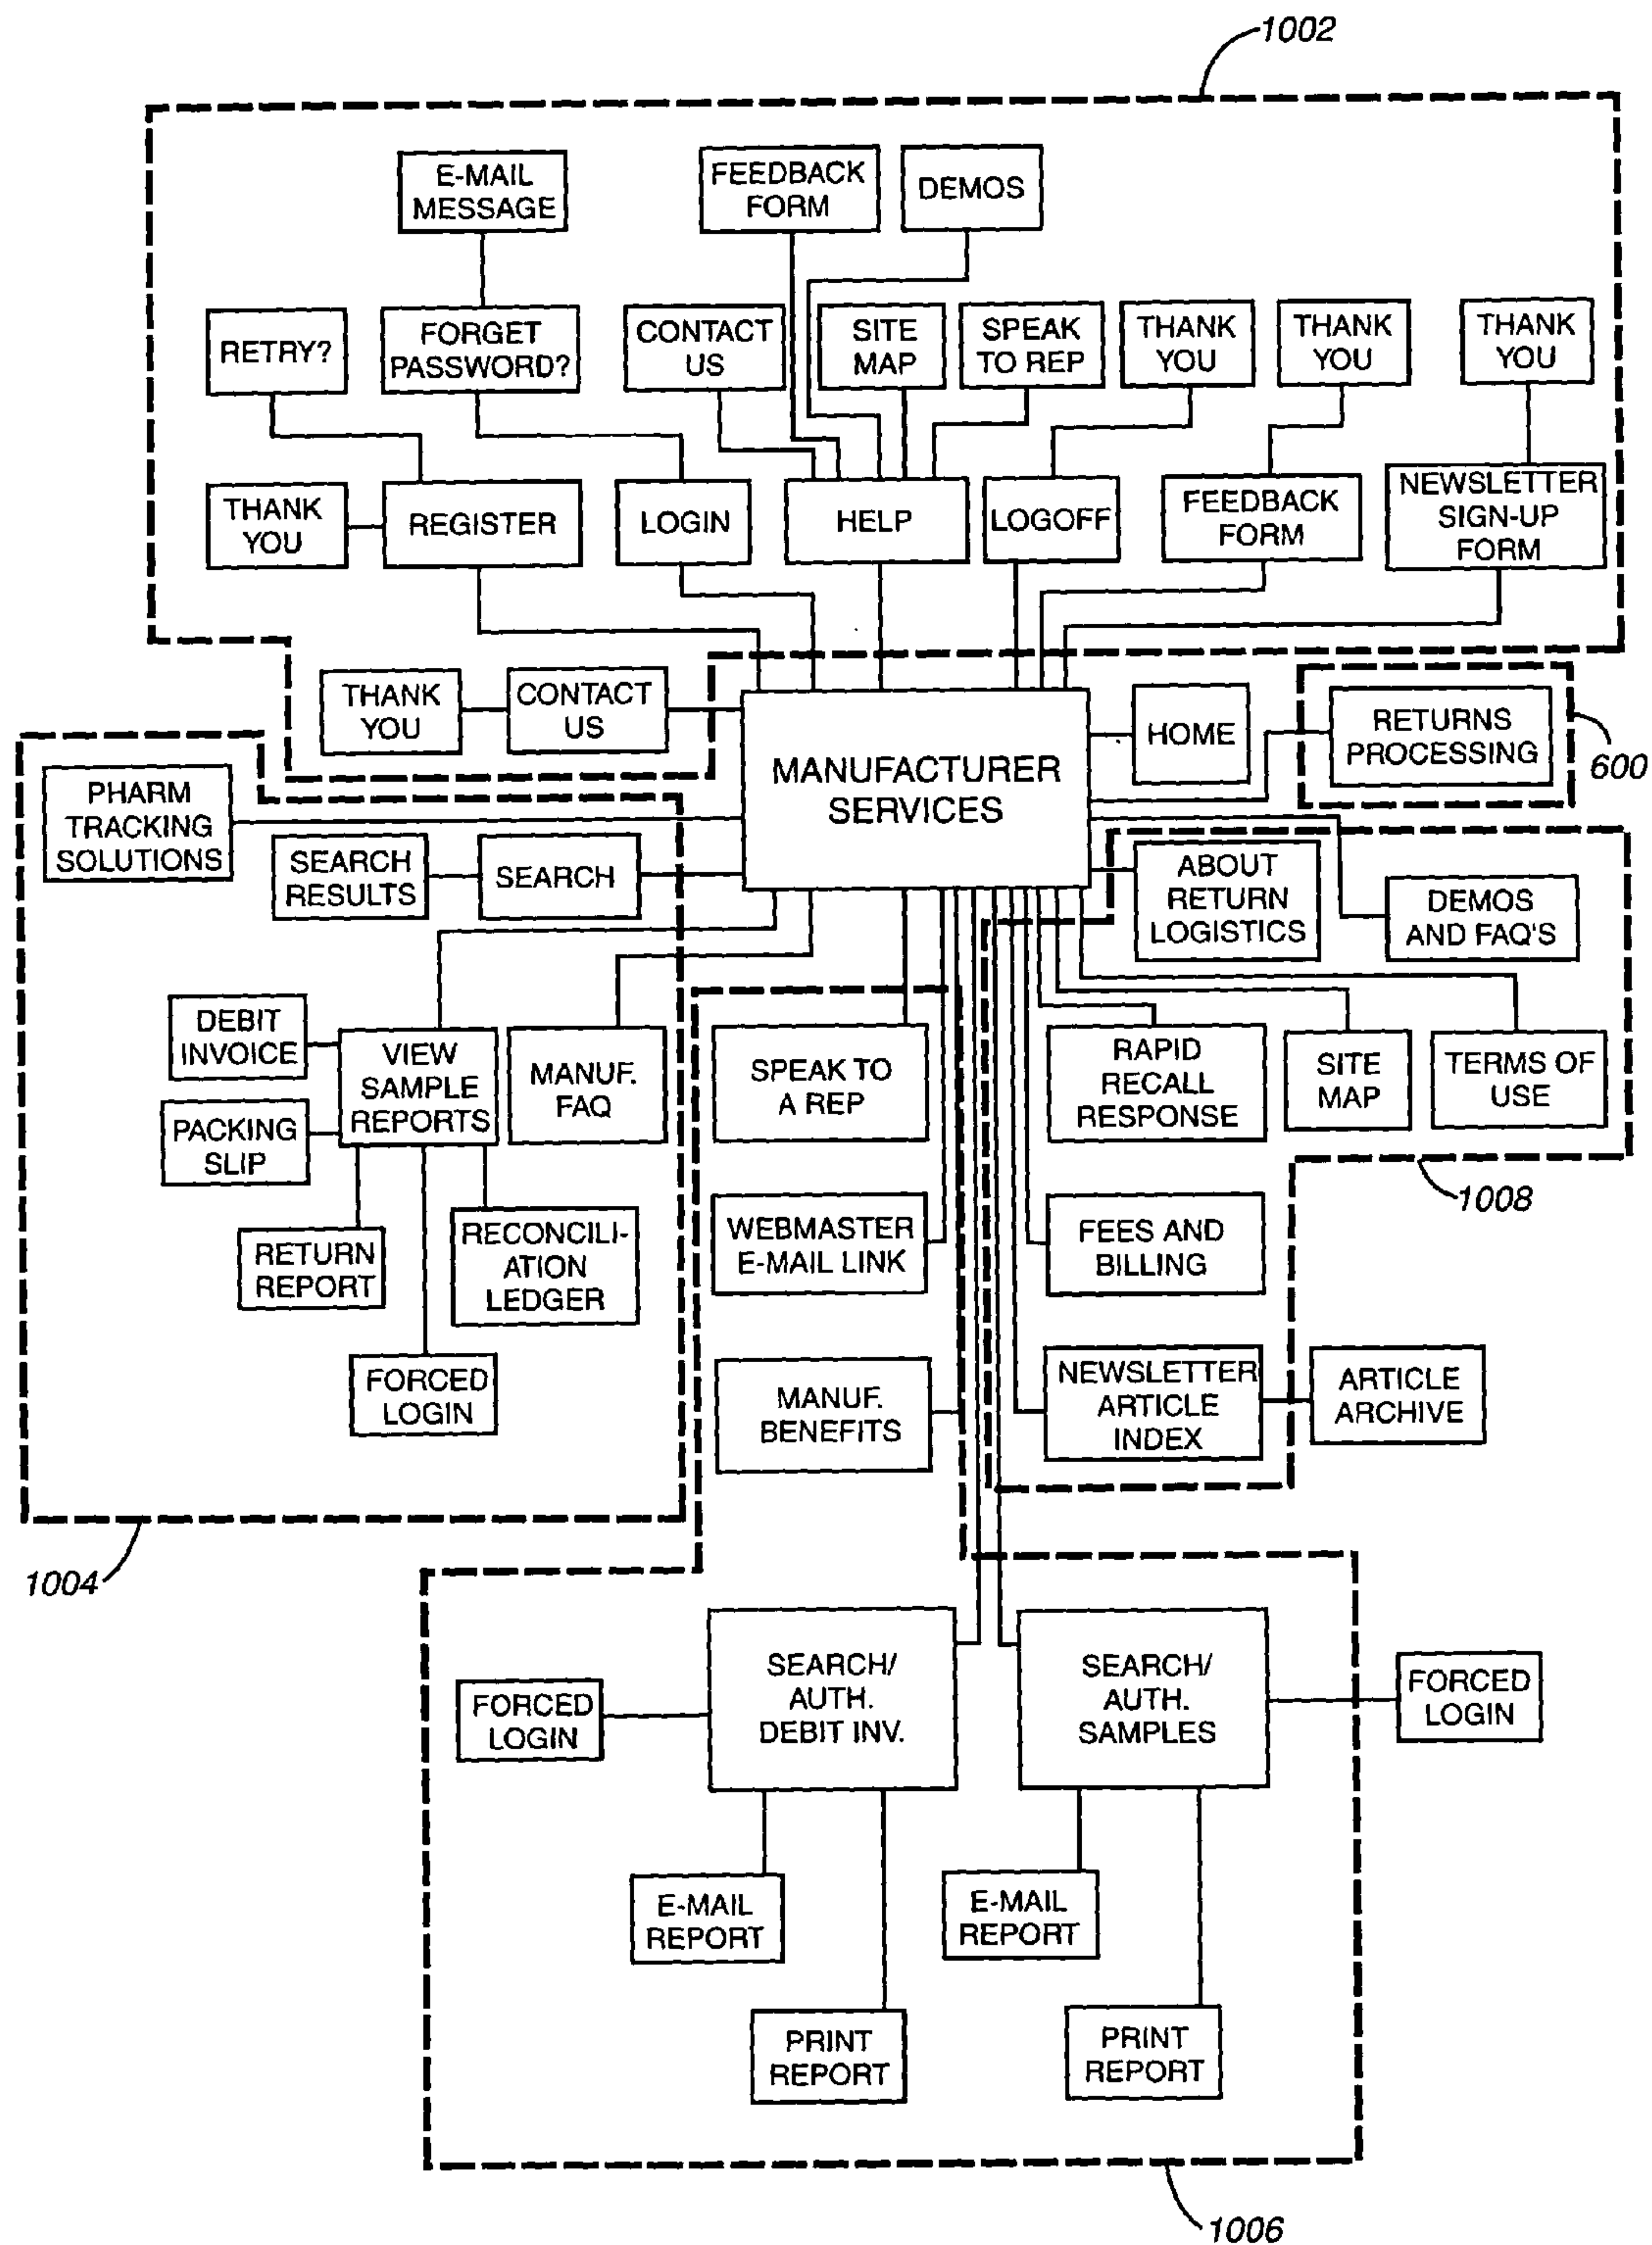 1002
E-MAIL
MESSAGE
FEEDBACK
FORM
DEMOS
RETRY?
FORGET
PASSWORD?
CONTACT
US
SITE
MAP
SPEAK
TO REP
THANK
YOU
THANK
YOU
THANK
YOU
THANK
YOU
REGISTER
LOGIN
HELP
LOGOFF
FEEDBACK
FORM
NEWSLETTER
SIGN-UP
FORM
THANK
YOU
CONTACT
US
MANUFACTURER
SERVICES
HOME
RETURNS
PROCESSING
600
PHARM
TRACKING
SOLUTIONS
SEARCH
RESULTS
SEARCH
ABOUT
RETURN
LOGISTICS
DEMOS
AND FAQ'S
DEBIT
INVOICE
VIEW
SAMPLE
REPORTS
MANUF.
FAQ
SPEAK TO
A REP
RAPID
RECALL
RESPONSE
SITE
MAP
TERMS OF
USE
PACKING
SLIP
1008
RETURN
REPORT
RECONCILI-
ATION
LEDGER
WEBMASTER
E-MAIL LINK
FEES AND
BILLING
FORCED
LOGIN
MANUF.
BENEFITS
NEWSLETTER
ARTICLE
INDEX
ARTICLE
ARCHIVE
1004
SEARCH/
AUTH.
DEBIT INV.
SEARCH/
AUTH.
SAMPLES
FORCED
LOGIN
FORCED
LOGIN
E-MAIL
REPORT
E-MAIL
REPORT
PRINT
REPORT
PRINT
REPORT
1006